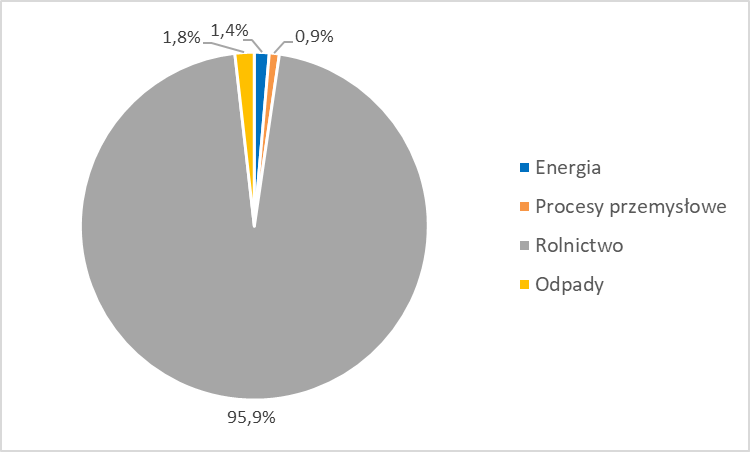 1,8%
1,4%
0,9%
95,9%
Energia
Procesy przemysłowe
Rolnictwo
Odpady